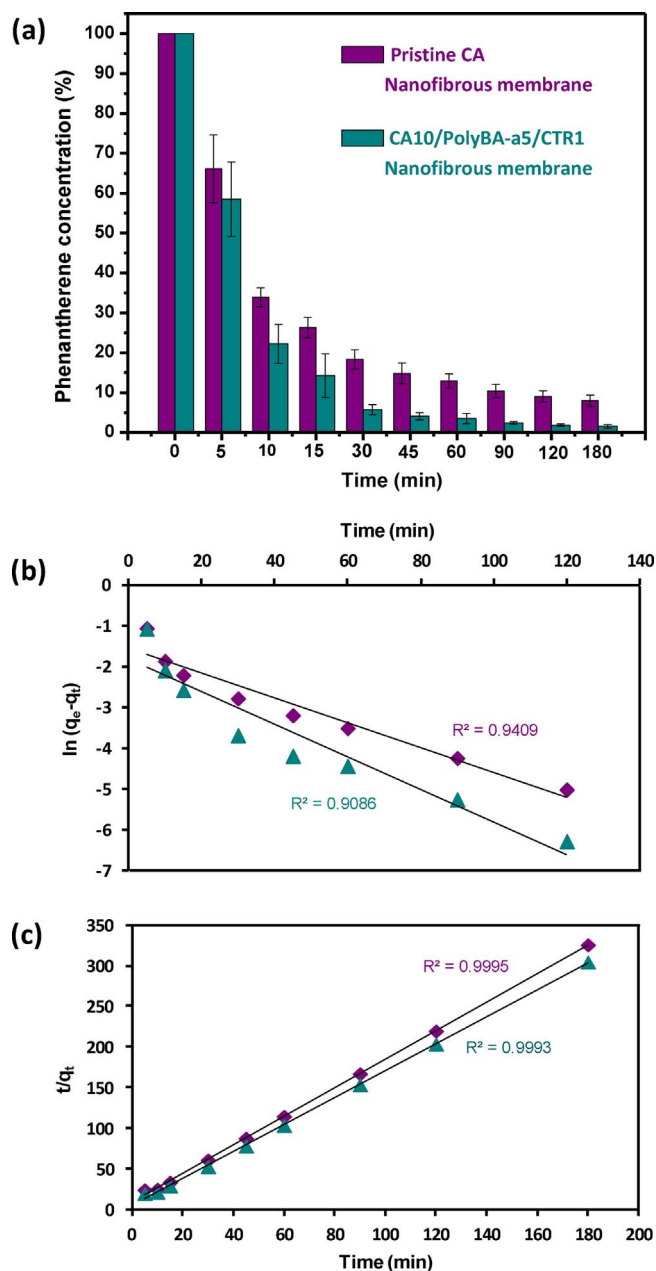 (a)
Phenantherene concentration (%)
100
90
80
70
60
50
40
30
20
10
0
Pristine CA
Nanofibrous membrane
CA10/PolyBA-a5/CTR1
Nanofibrous membrane
0 5 10 15 30 45 60 90 120 180
Time (min)
(b)
Time (min)
0 20 40 60 80 100 120 140
0
-1
-2
-3
-4
-5
-6
-7
ln (qe-qt)
R² = 0.9409
R² = 0.9086
(c)
350
300
250
200
150
100
50
0
t/qt
R² = 0.9995
R² = 0.9993
0 20 40 60 80 100 120 140 160 180 200
Time (min)